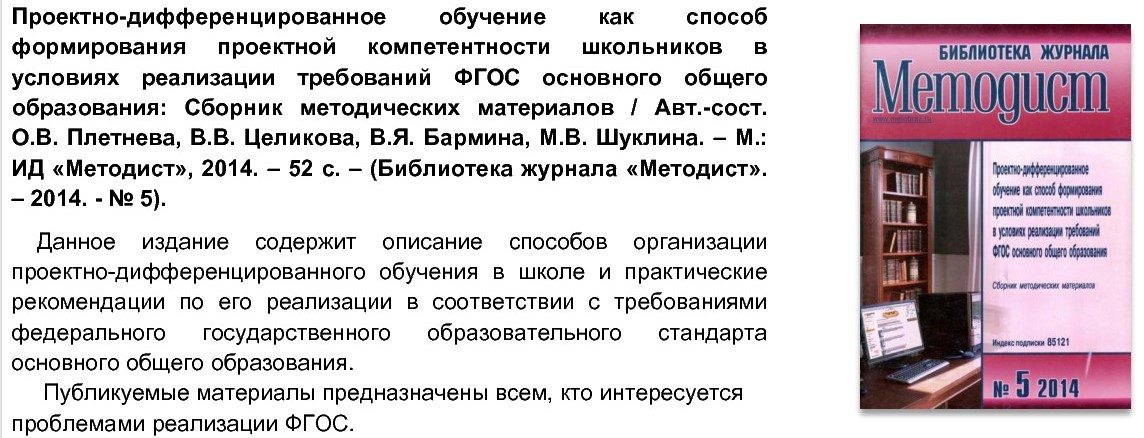 Проектно-дифференцированное обучение как способ
формирования проектной компетентности школьников в
условиях реализации требований ФГОС основного общего
образования: Сборник методических материалов / Авт.-сост.
О.В. Плетнева, В.В. Целикова, В.Я. Бармина, М.В. Шуклина. – М.:
ИД «Методист», 2014. – 52 с. – (Библиотека журнала «Методист».
– 2014. - № 5).
Данное издание содержит описание способов организации
проектно-дифференцированного обучения в школе и практические
рекомендации по его реализации в соответствии с требованиями
федерального государственного образовательного стандарта
основного общего образования.
Публикуемые материалы предназначены всем, кто интересуется
проблемами реализации ФГОС.
БИБЛИОТЕКА ЖУРНАЛА
Методист
Проектно-дифференцированное
обучение как способ формирования
проектной компетентности школьников
в условиях реализации требований
ФГОС основного общего образования
Сборник методических материалов
Индекс подписки 85121
№ 5 2014